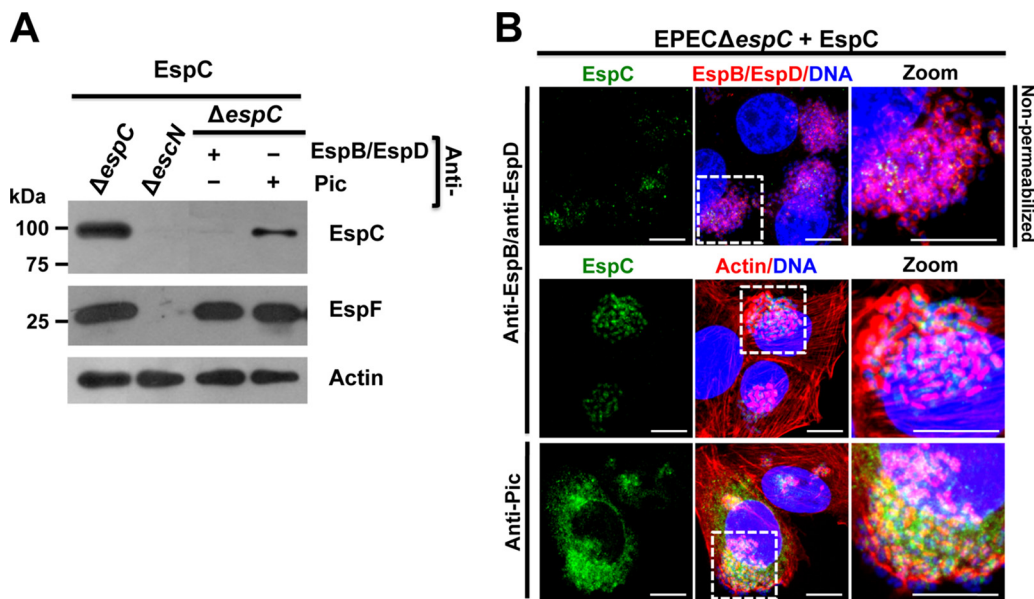 A
EspC
ΔespC
ΔescN
ΔespC
+ – EspB/EspD
– + Pic
Anti-
kDa
100
75
EspC
25
EspF
Actin
B
EPECΔespC + EspC
EspC EspB/EspD/DNA Zoom
Non-permeabilized
Anti-EspB/anti-EspD
EspC Actin/DNA Zoom
Anti-Pic